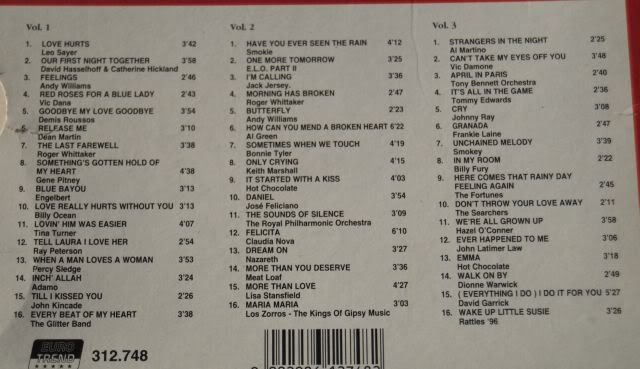 Vol. 1
1. LOVE HURTS 3'42
Leo Sayer
2. OUR FIRST NIGHT TOGETHER 3'58
David Hasselhoff & Catherine Hickland
3. FEELINGS 2'46
Andy Williams
4. RED ROSES FOR A BLUE LADY 2'43
Vic Dana
5. GOODBYE MY LOVE GOODBYE 3'54
Demis Roussos
6. RELEASE ME 3'10
Dean Martin
7. THE LAST FAREWELL 3'38
Roger Whittaker
8. SOMETHING'S GOTTEN HOLD OF
MY HEART 4'38
Gene Pitney
9. BLUE BAYOU 3'13
Engelbert
10. LOVE REALLY HURTS WITHOUT YOU 3'13
Billy Ocean
11. LOVIN' HIM WAS EASIER 4'07
Tina Turner
12. TELL LAURA I LOVE HER 2'54
Ray Peterson
13. WHEN A MAN LOVES A WOMAN 3'53
Percy Sledge
14. INCH' ALLAH 3'24
Adamo
15. TILL I KISSED YOU 2'26
John Kincade
16. EVERY BEAT OF MY HEART 3'38
The Glitter Band
Vol. 2
1. HAVE YOU EVER SEEN THE RAIN 4'12
Smokie
2. ONE MORE TOMORROW 3'25
E.L.O. PART II
3. I'M CALLING 3'36
Jack Jersey.
4. MORNING HAS BROKEN 2'47
Roger Whittaker
5. BUTTERFLY 2'23
Andy Williams
6. HOW CAN YOU MEND A BROKEN HEART 6'22
Al Green
7. SOMETIMES WHEN WE TOUCH 4'19
Bonnie Tyler
8. ONLY CRYING 4'15
Keith Marshall
9. IT STARTED WITH A KISS 4'03
Hot Chocolate
10. DANIEL 3'54
José Feliciano
11. THE SOUNDS OF SILENCE 3'09
The Royal Philharmonic Orchestra
12. FELICITA 6'10
Claudia Nova
13. DREAM ON 3'27
Nazareth
14. MORE THAN YOU DESERVE 3'36
Meat Loaf
15. MORE THAN LOVE 4'27
Lisa Stansfield
16. MARIA MARIA 3'03
Los Zorros - The Kings Of Gipsy Music
Vol. 3
1. STRANGERS IN THE NIGHT 2'25
Al Martino
2. CAN'T TAKE MY EYES OFF YOU 3'48
Vic Damone
3. APRIL IN PARIS 2'40
Tony Bennett Orchestra
4. IT'S ALL IN THE GAME 2'36
Tommy Edwards
5. CRY 3'08
Johnny Ray
6. GRANADA 2'47
Frankie Laine
7. UNCHAINED MELODY 3'39
Smokey
8. IN MY ROOM 2'22
Billy Fury
9. HERE COMES THAT RAINY DAY
FEELING AGAIN 2'45
The Fortunes
10. DON'T THROW YOUR LOVE AWAY 2'11
The Searchers
11. WE'RE ALL GROWN UP 3'58
Hazel O'Conner
12. EVER HAPPENED TO ME 3'06
John Latimer Law
13. EMMA 3'18
Hot Chocolate
14. WALK ON BY 2'49
Dionne Warwick
15. ( EVERYTHING I DO ) I DO IT FOR YOU 5'27
David Garrick
16. WAKE UP LITTLE SUSIE 3'26
Rattles '96
EURO
TREND
312.748